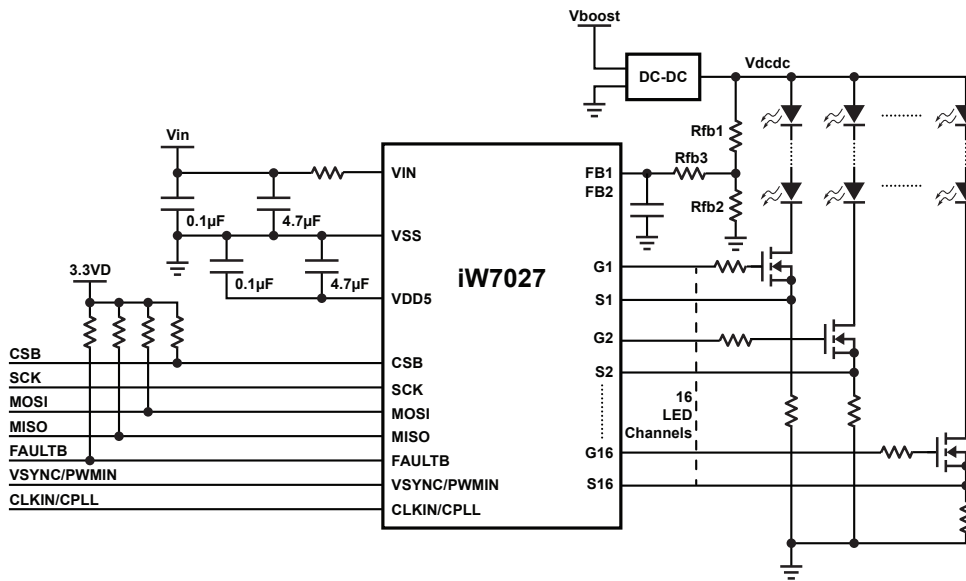 Vboost
DC-DC
Vdcdc
Rfb1
Rfb3
Rfb2
Vin
0.1µF
4.7µF
0.1µF
4.7µF
3.3VD
iW7027
VIN
VSS
VDD5
CSB
SCK
MOSI
MISO
FAULTB
VSYNC/PWMIN
CLKIN/CPLL
CSB
SCK
MOSI
MISO
FAULTB
VSYNC/PWMIN
CLKIN/CPLL
FB1
FB2
G1
S1
G2
S2
G16
S16
16
LED
Channels